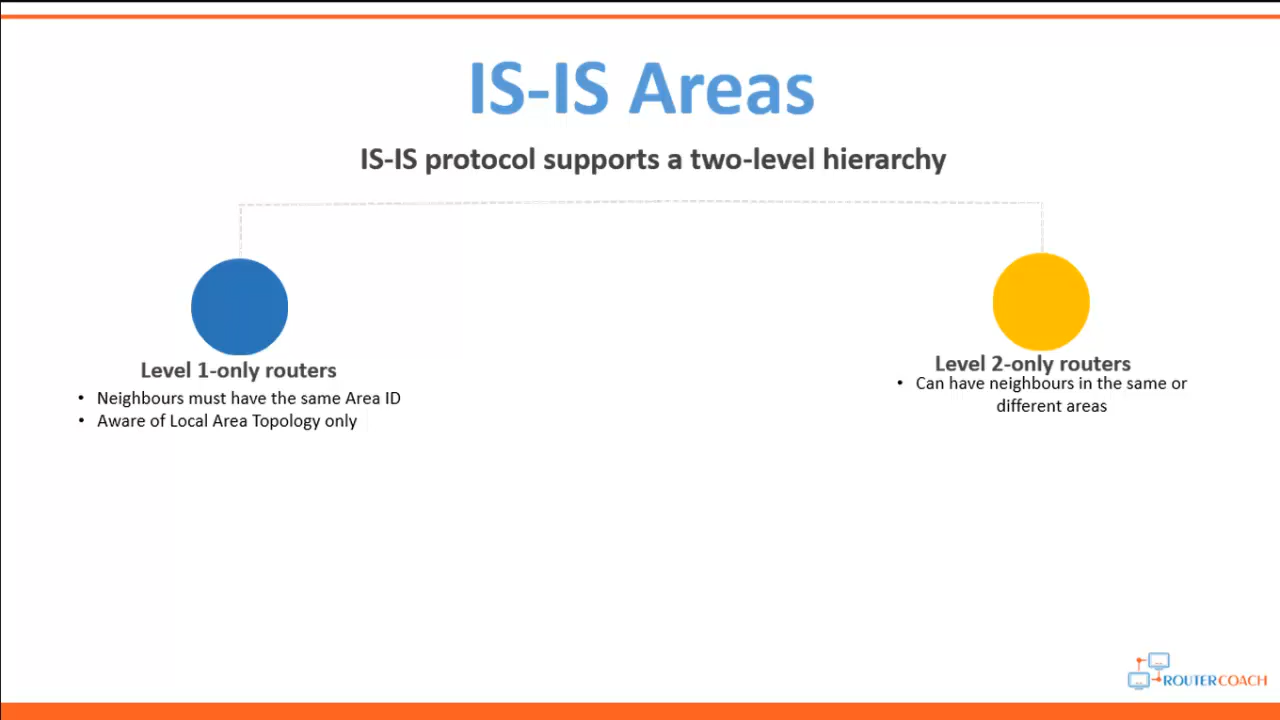 IS-IS Areas
IS-IS protocol supports a two-level hierarchy
Level 1-only routers
• Neighbours must have the same Area ID
• Aware of Local Area Topology only
Level 2-only routers
• Can have neighbours in the same or
different areas
ROUTERCOACH